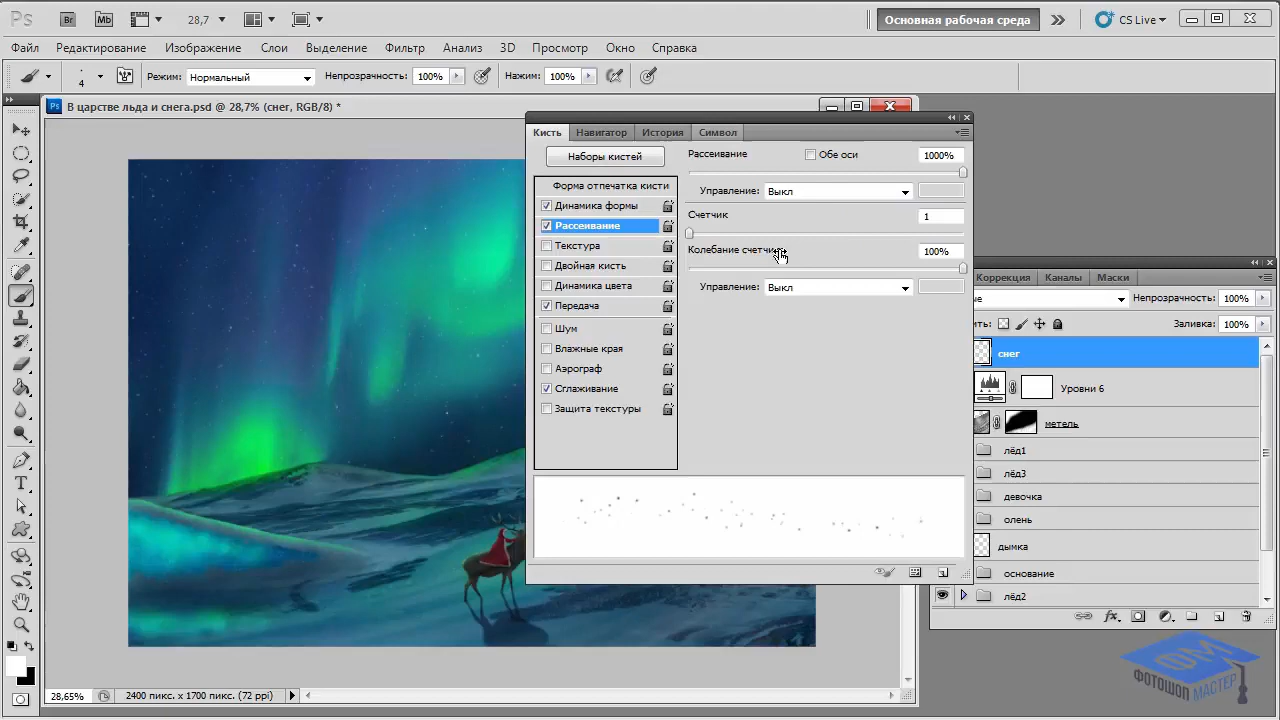 Ps Br Mb 28,7 Основная рабочая среда CS Live
Файл Редактирование Изображение Слои Выделение Фильтр Анализ 3D Просмотр Окно Справка
4 Режим: Нормальный Непрозрачность: 100% Нажим: 100%
Ps В царстве льда и снега.psd @ 28,7% (снег, RGB/8) *
Кисть Навигатор История Символ
Наборы кистей
Рассеивание Обе оси 1000%
Форма отпечатка кисти
Управление: Выкл
Динамика формы
Счетчик 1
Рассеивание
Текстура
Колебание счетчика 100%
Двойная кисть
Динамика цвета
Управление: Выкл
Передача
Шум
Влажные края
Аэрограф
Сглаживание
Защита текстуры
Коррекция Каналы Маски
ые Непрозрачность: 100%
ить: Заливка: 100%
снег
Уровни 6
метель
лёд1
лёд3
девочка
олень
дымка
основание
лёд2
T
fx
28,65% 2400 пикс. x 1700 пикс. (72 ppi)
ФМ
ФОТОШОП
МАСТЕР